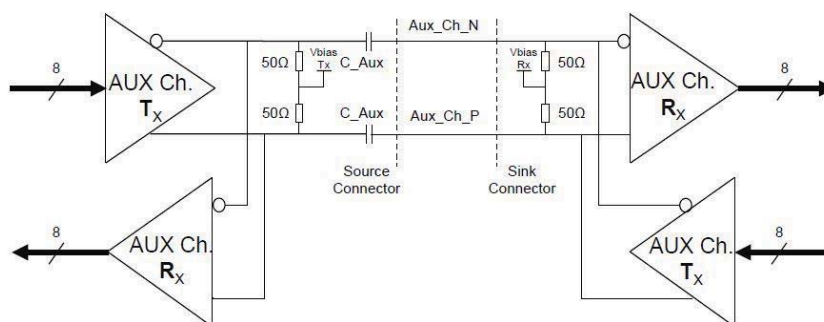 Aux_Ch_N
8
AUX Ch.
TX
50Ω
Vbias
Tx
C_Aux
50Ω
C_Aux
Aux_Ch_P
Vbias
Rx
50Ω
50Ω
AUX Ch.
RX
8
Source
Connector
Sink
Connector
8
AUX Ch.
RX
AUX Ch.
TX
8